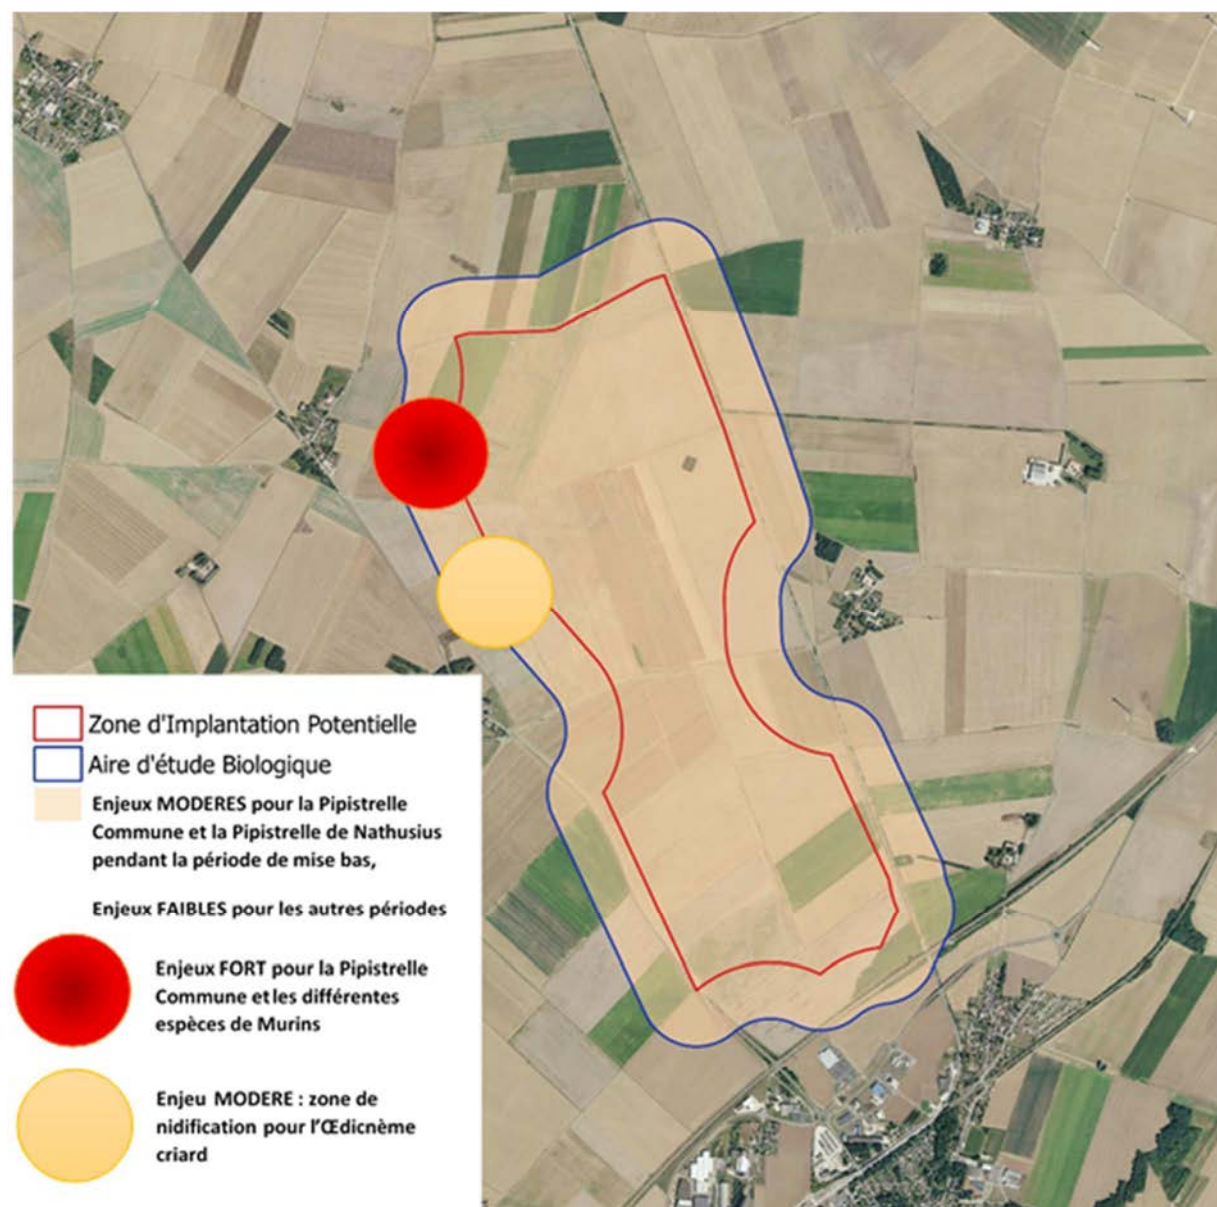 Zone d'Implantation Potentielle
Aire d'étude Biologique
Enjeux MODERES pour la Pipistrelle
Commune et la Pipistrelle de Nathusius
pendant la période de mise bas,
Enjeux FAIBLES pour les autres périodes
Enjeux FORT pour la Pipistrelle
Commune et les différentes
espèces de Murins
Enjeu MODERE : zone de
nidification pour l'Œdicnème
criard